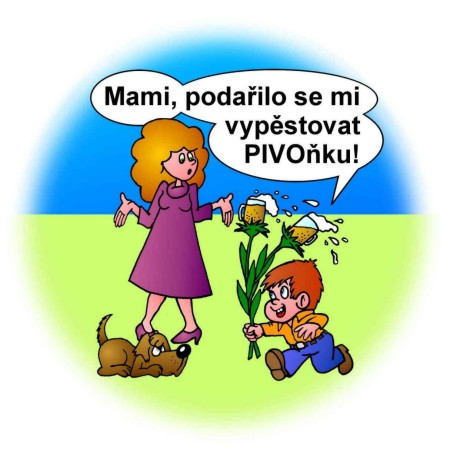 Mami, podařilo se mi
vypěstovat
PIVOňku!